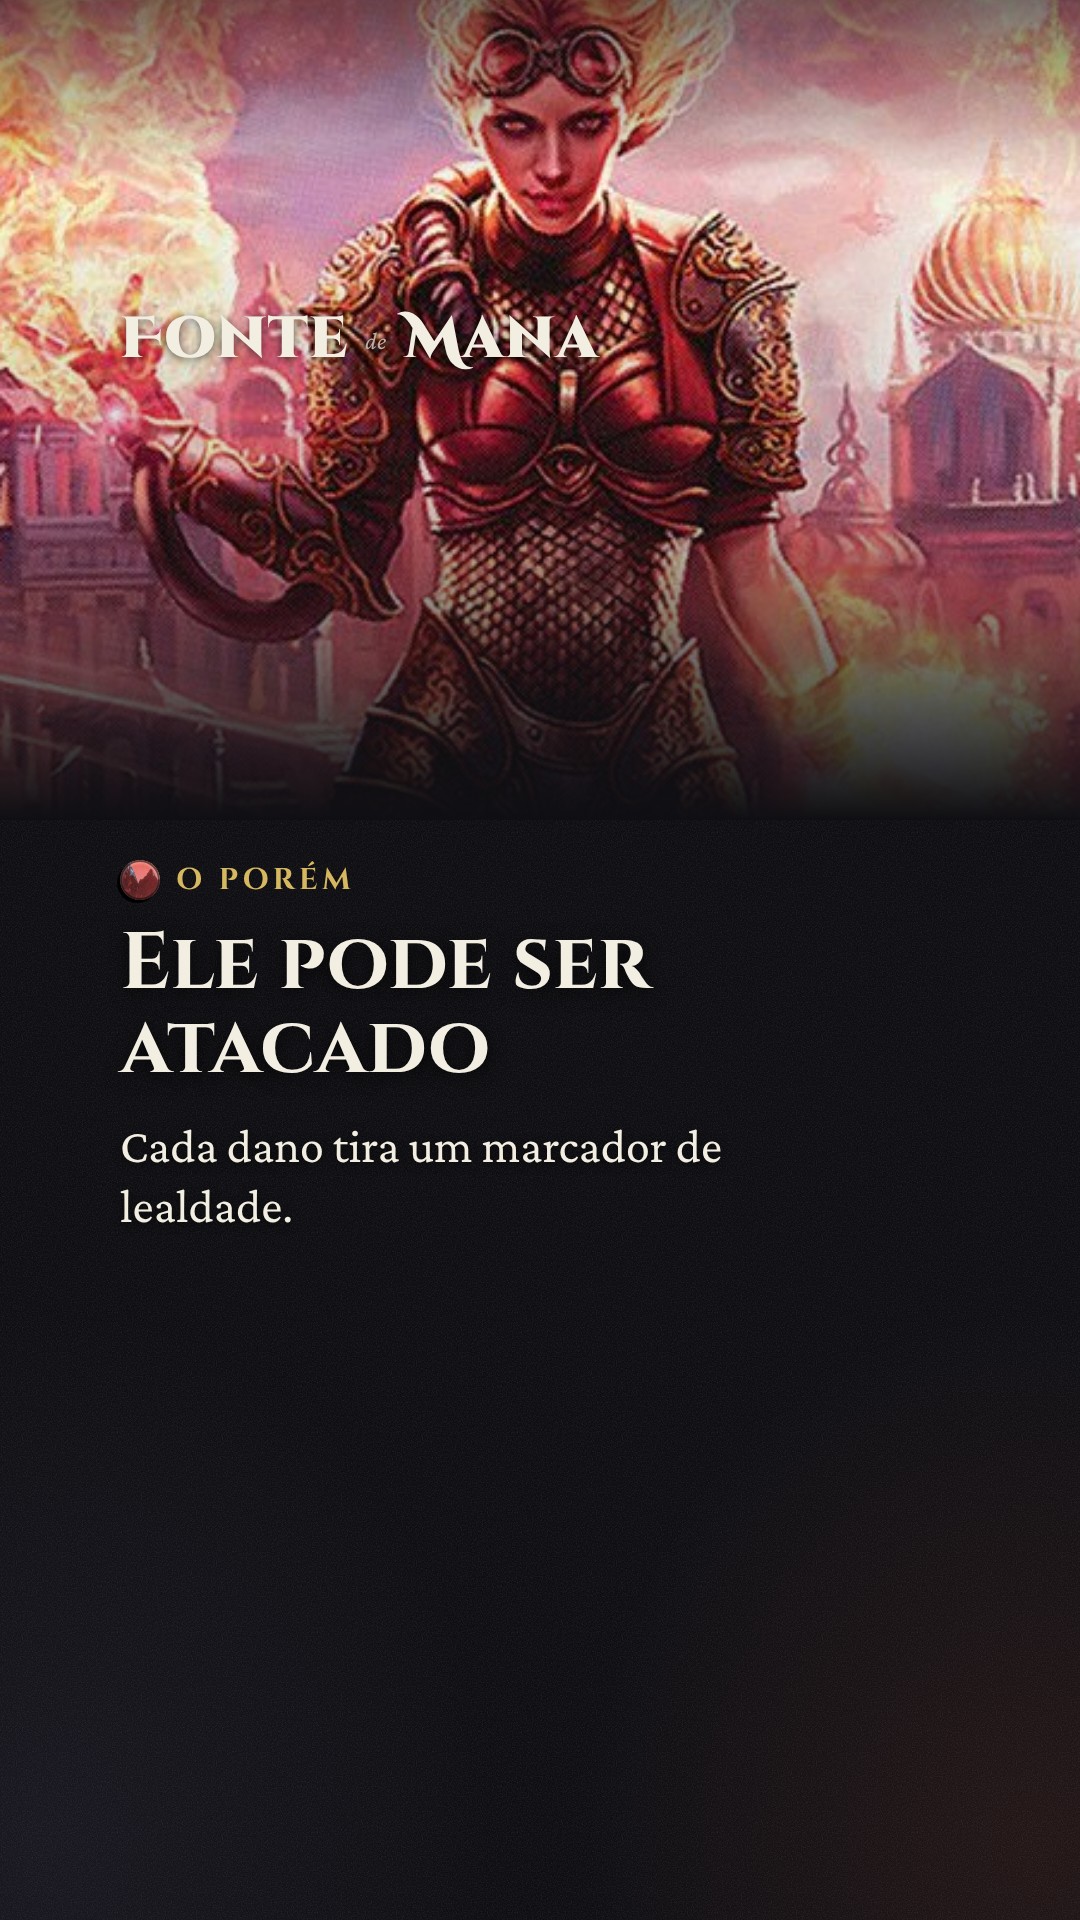 Fonte de Mana
O PORÉM
Ele pode ser
atacado
Cada dano tira um marcador de
lealdade.